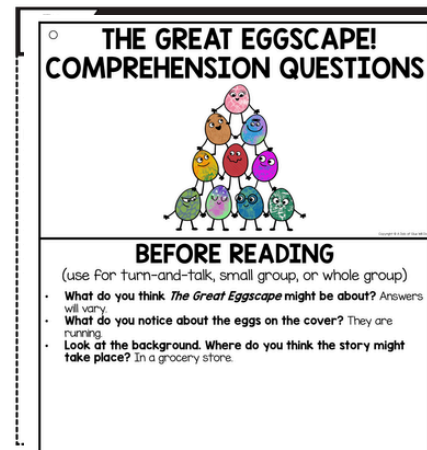 THE GREAT EGGSCAPE!
COMPREHENSION QUESTIONS
BEFORE READING
(use for turn-and-talk, small group, or whole group)
• What do you think The Great Eggscape might be about? Answers
will vary.
• What do you notice about the eggs on the cover? They are
running.
• Look at the background. Where do you think the story might
take place? In a grocery store.